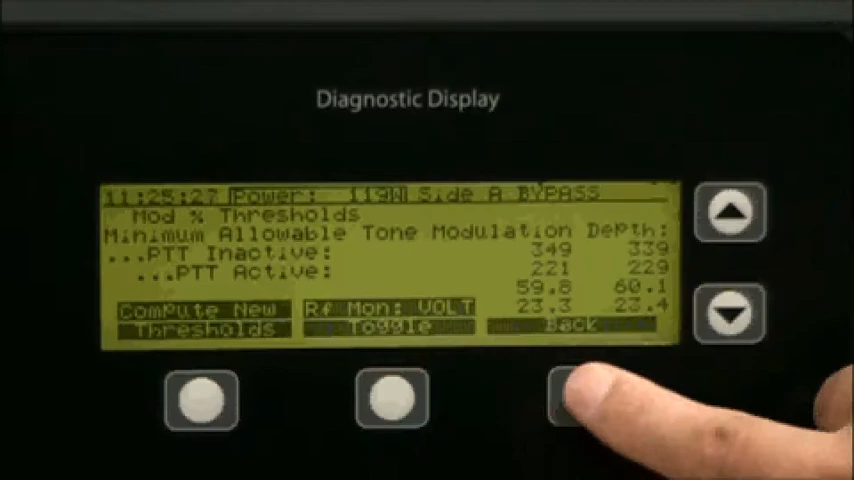 Diagnostic Display
11:25:27 Power: 119W Side A BYPASS
Mod % Thresholds
Minimum Allowable Tone Modulation Depth:
...PTT Inactive: 349 339
...PTT Active: 221 229
59.8 60.1
23.3 23.4
Compute New Thresholds
Rf Mon: VOLT Toggle
Back